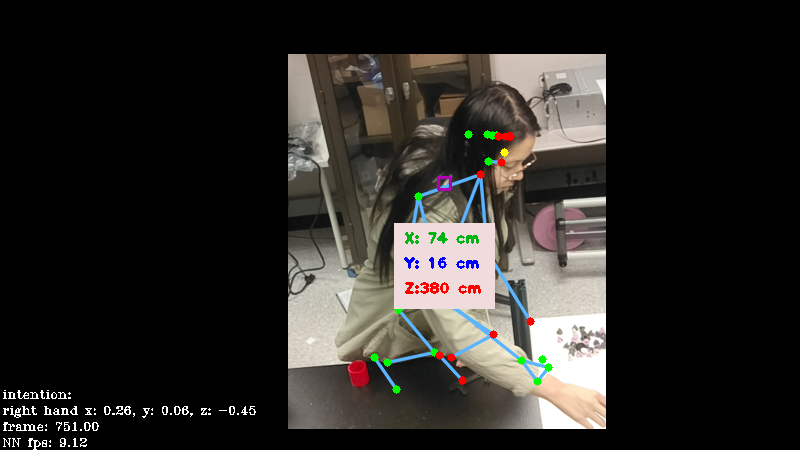 X: 74 cm
Y: 16 cm
Z:380 cm
intention:
right hand x: 0.26, y: 0.06, z: -0.45
frame: 751.00
NN fps: 9.12